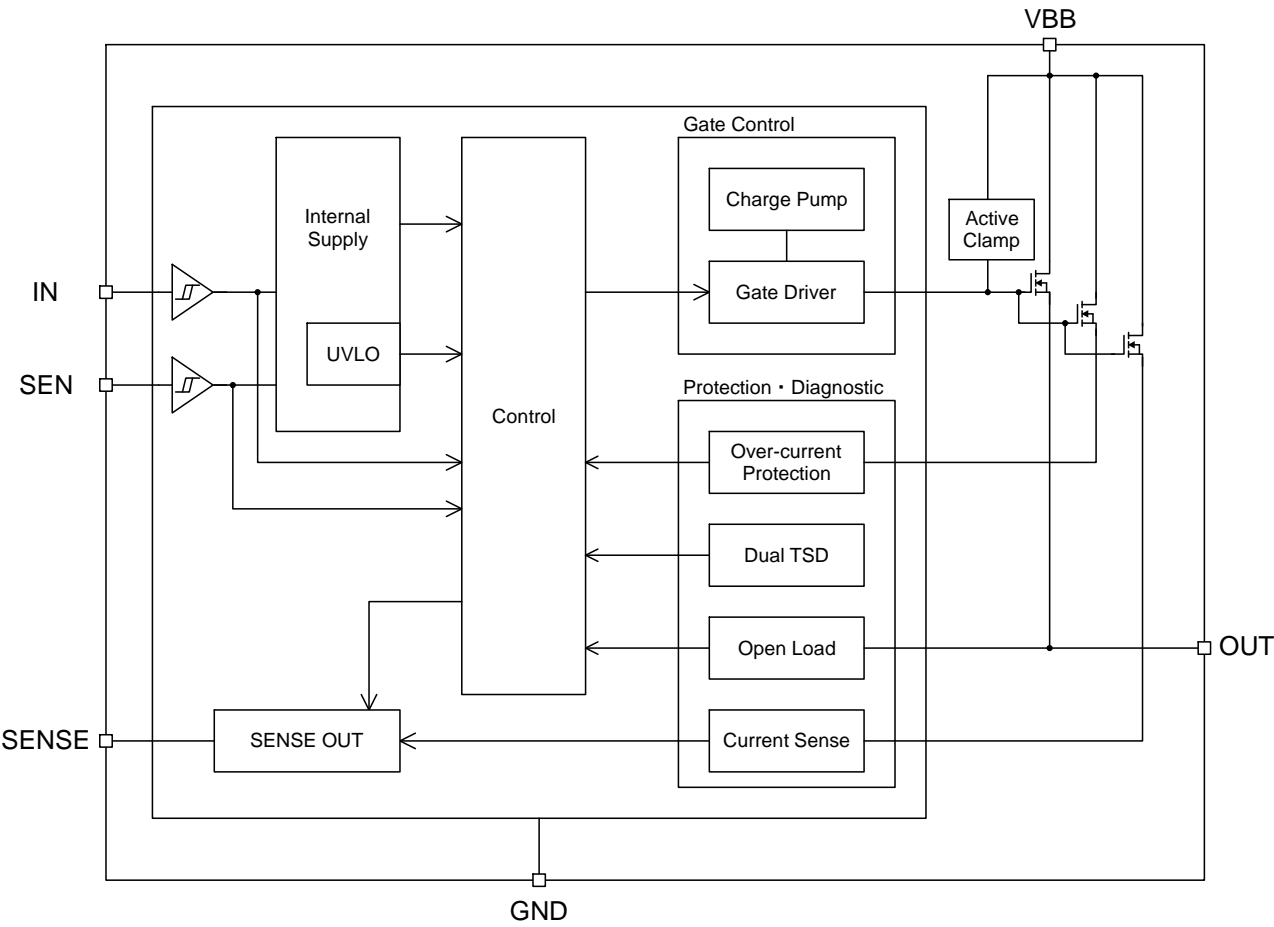 VBB
Gate Control
Charge Pump
Internal
Supply
Active
Clamp
IN
Gate Driver
UVLO
SEN
Protection・Diagnostic
Control
Over-current
Protection
Dual TSD
Open Load
OUT
SENSE
SENSE OUT
Current Sense
GND